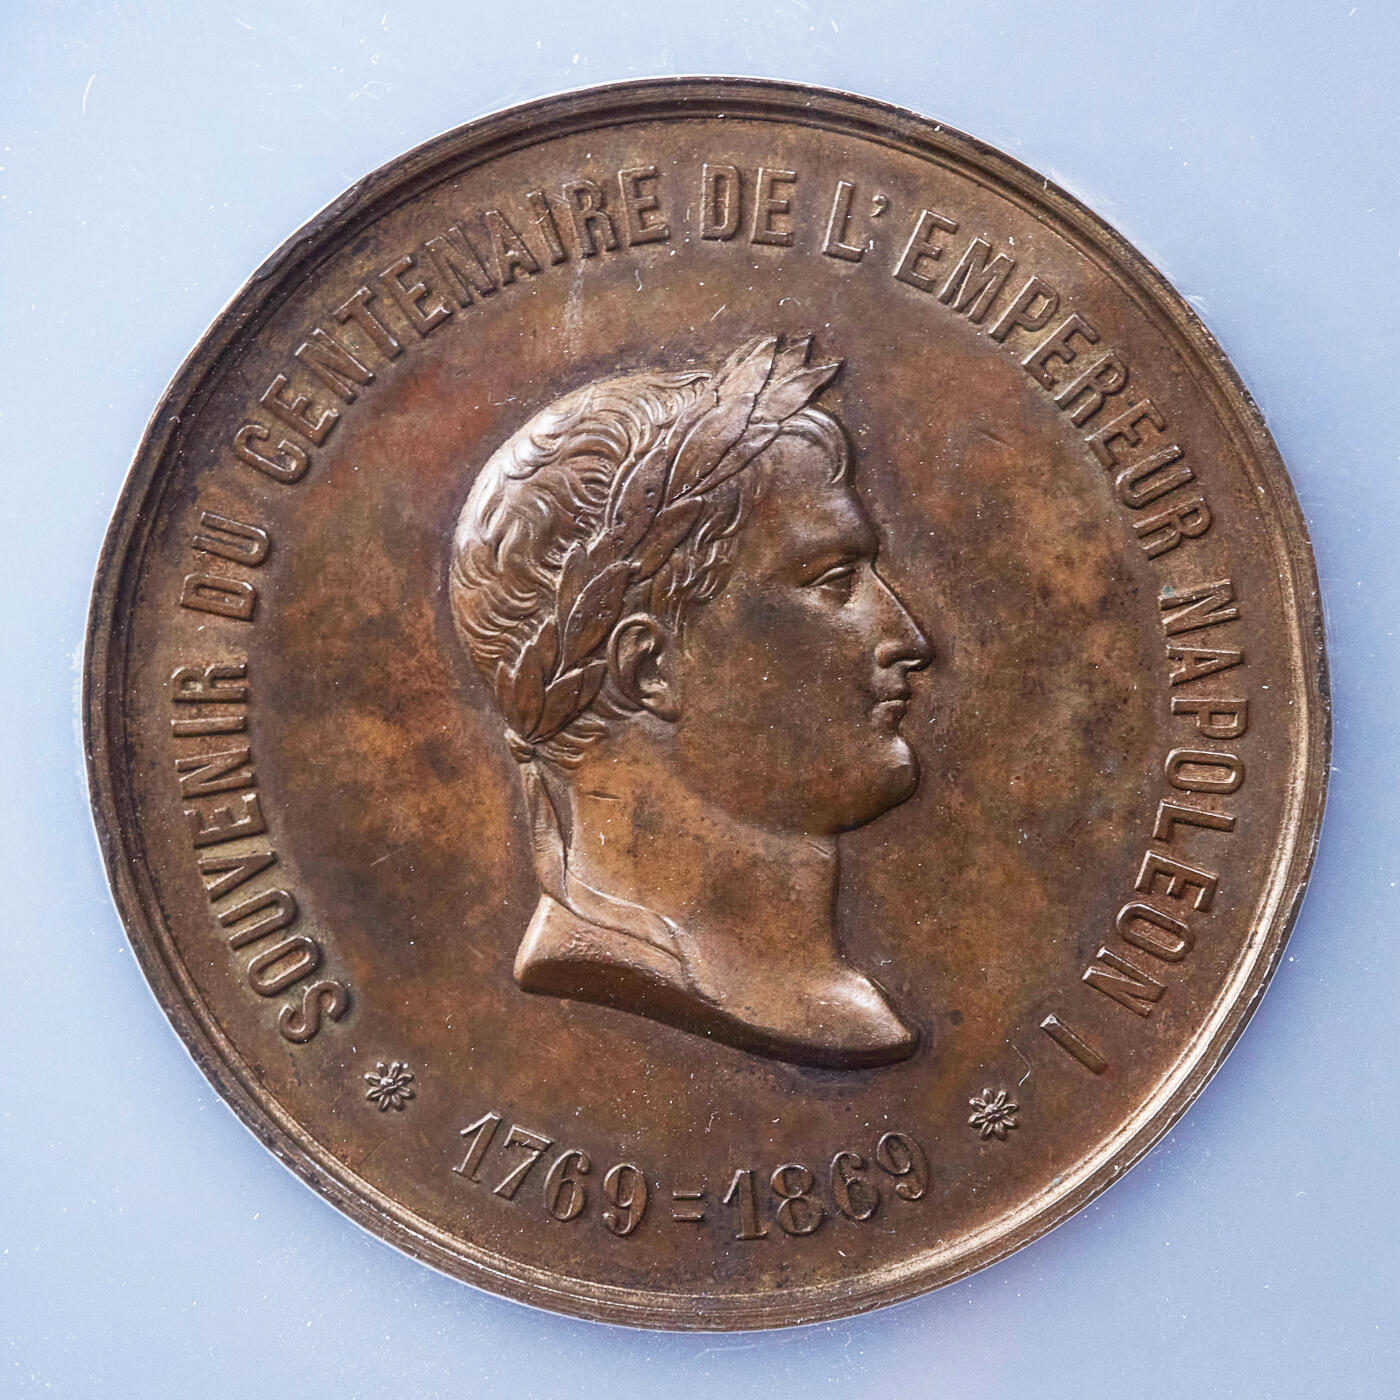 SOUVENIR DU CENTENAIRE DE L'EMPEREUR NAPOLEON I
1769=1869